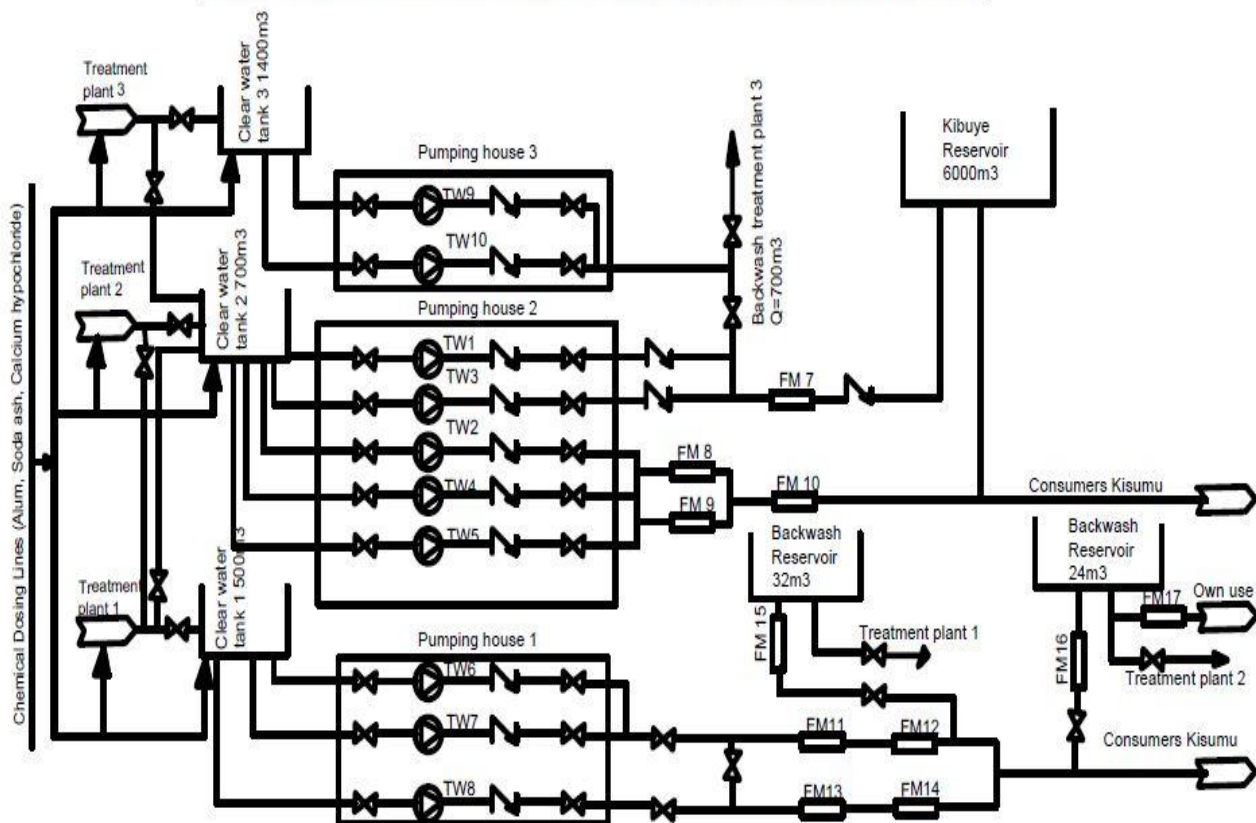 Treatment
plant 3
Clear water
tank 3 1400m3
Pumping house 3
TW9
TW10
Backwash treatment plant 3
Q=700m3
Kibuye
Reservoir
6000m3
Chemical Dosing Lines (Alum, Soda ash, Calcium hypochloride)
Treatment
plant 2
Clear water
tank 2 700m3
Pumping house 2
TW1
TW3
TW2
TW4
TW5
FM 7
FM 8
FM 9
FM 10
Consumers Kisumu
Backwash
Reservoir
32m3
Backwash
Reservoir
24m3
FM17
Own use
FM 15
Treatment plant 1
FM16
Treatment plant 2
Treatment
plant 1
Clear water
tank 1 500m3
Pumping house 1
TW6
TW7
TW8
FM11
FM12
FM13
FM14
Consumers Kisumu